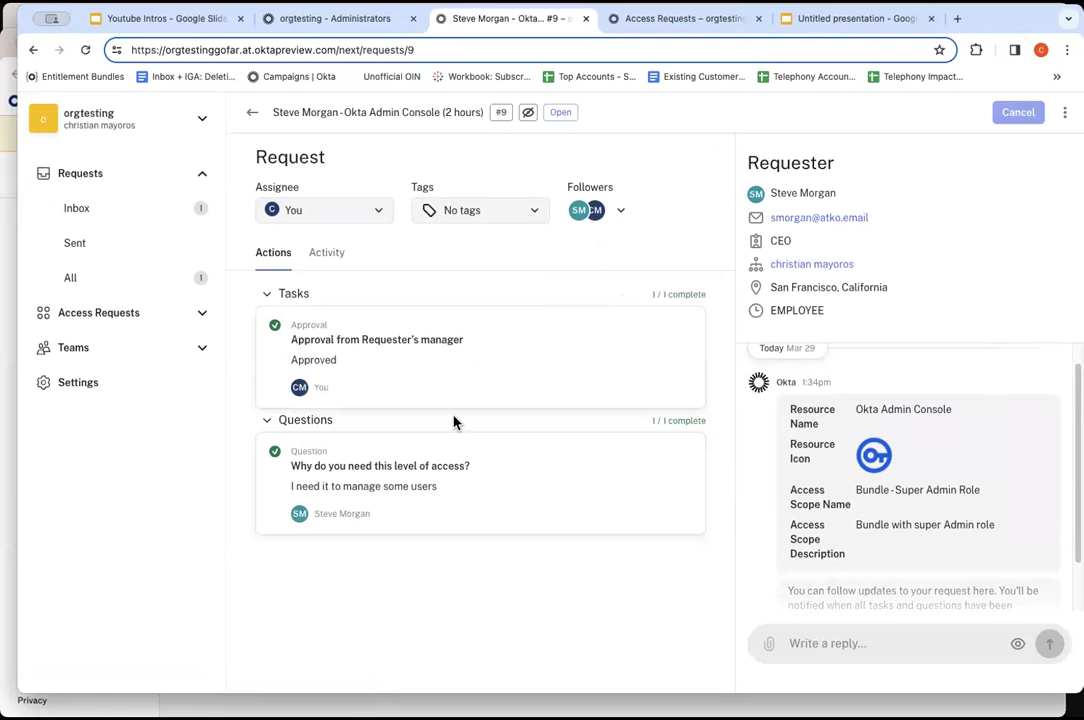 Youtube Intros - Google Slide
orgtesting - Administrators
Steve Morgan - Okta... #9 –
Access Requests – orgtesting
Untitled presentation – Goog
https://orgtestinggofar.at.oktapreview.com/next/requests/9
C
Entitlement Bundles
Inbox + IGA: Deleti...
Campaigns | Okta
Unofficial OIN
Workbook: Subscr...
Top Accounts - S...
Existing Customer...
Telephony Accoun...
Telephony Impact...
»
o
orgtesting
christian mayoros
Steve Morgan - Okta Admin Console (2 hours)
#9
Open
Cancel
Requests
Inbox
1
Sent
All
1
Access Requests
Teams
Settings
Request
Assignee
Tags
Followers
C
You
No tags
SM
CM
Actions
Activity
Tasks
1 / 1 complete
Approval
Approval from Requester's manager
Approved
CM
You
Questions
1 / 1 complete
Question
Why do you need this level of access?
I need it to manage some users
SM
Steve Morgan
Requester
SM
Steve Morgan
smorgan@atko.email
CEO
christian mayoros
San Francisco, California
EMPLOYEE
Today Mar 29
Okta 1:34pm
Resource Name
Okta Admin Console
Resource Icon
Access Scope Name
Bundle - Super Admin Role
Access Scope Description
Bundle with super Admin role
You can follow updates to your request here. You'll be
notified when all tasks and questions have been
Write a reply...
Privacy